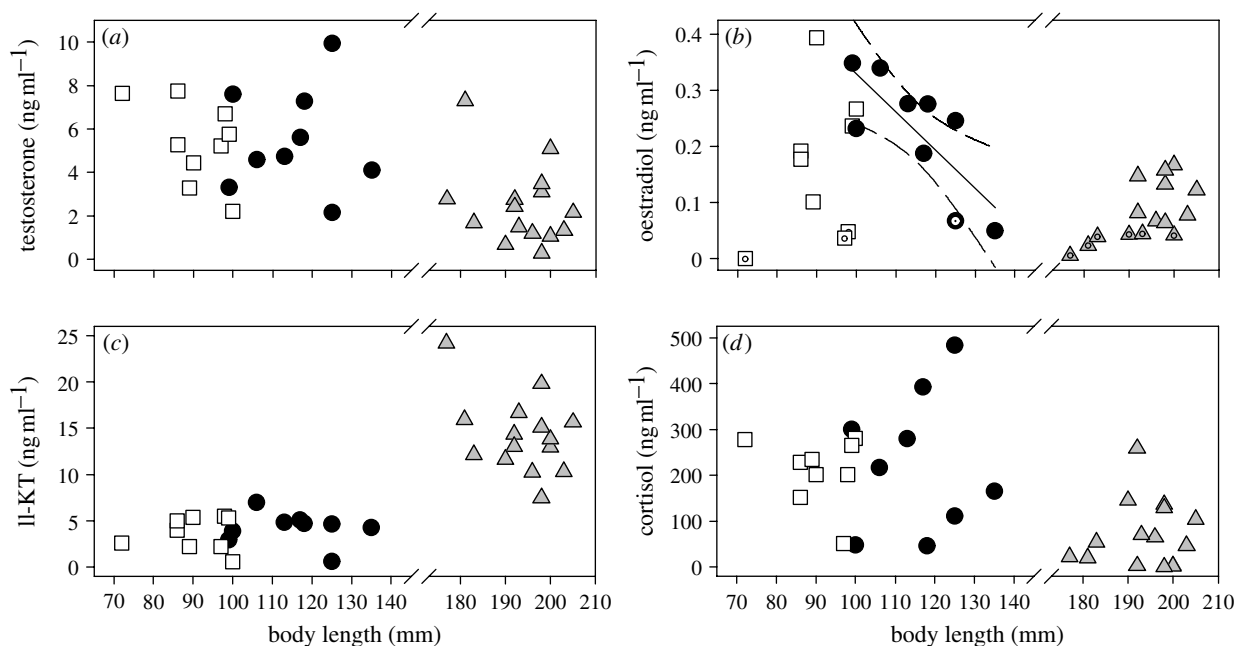 (a)
10
8
6
4
2
0
testosterone (ng ml−1)
(b)
0.4
0.3
0.2
0.1
0
oestradiol (ng ml−1)
(c)
25
20
15
10
5
0
ll-KT (ng ml−1)
70 80 90 100 110 120 130 140 180 190 200 210
body length (mm)
(d)
500
400
300
200
100
0
cortisol (ng ml−1)
70 80 90 100 110 120 130 140 180 190 200 210
body length (mm)